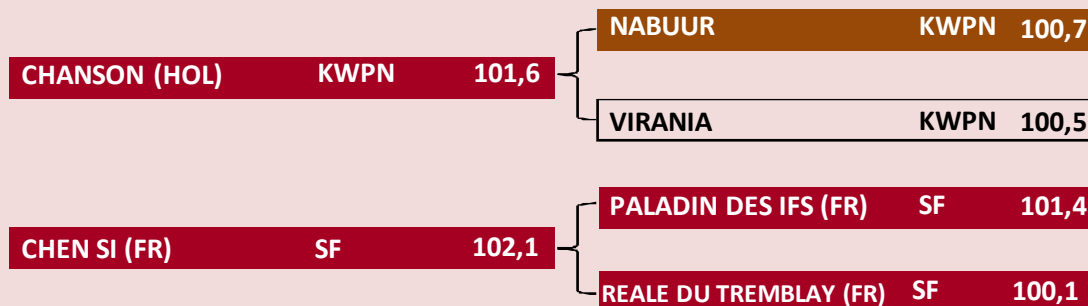 NABUUR KWPN 100,7
CHANSON (HOL) KWPN 101,6
VIRANIA KWPN 100,5
PALADIN DES IFS (FR) SF 101,4
CHEN SI (FR) SF 102,1
REALE DU TREMBLAY (FR) SF 100,1